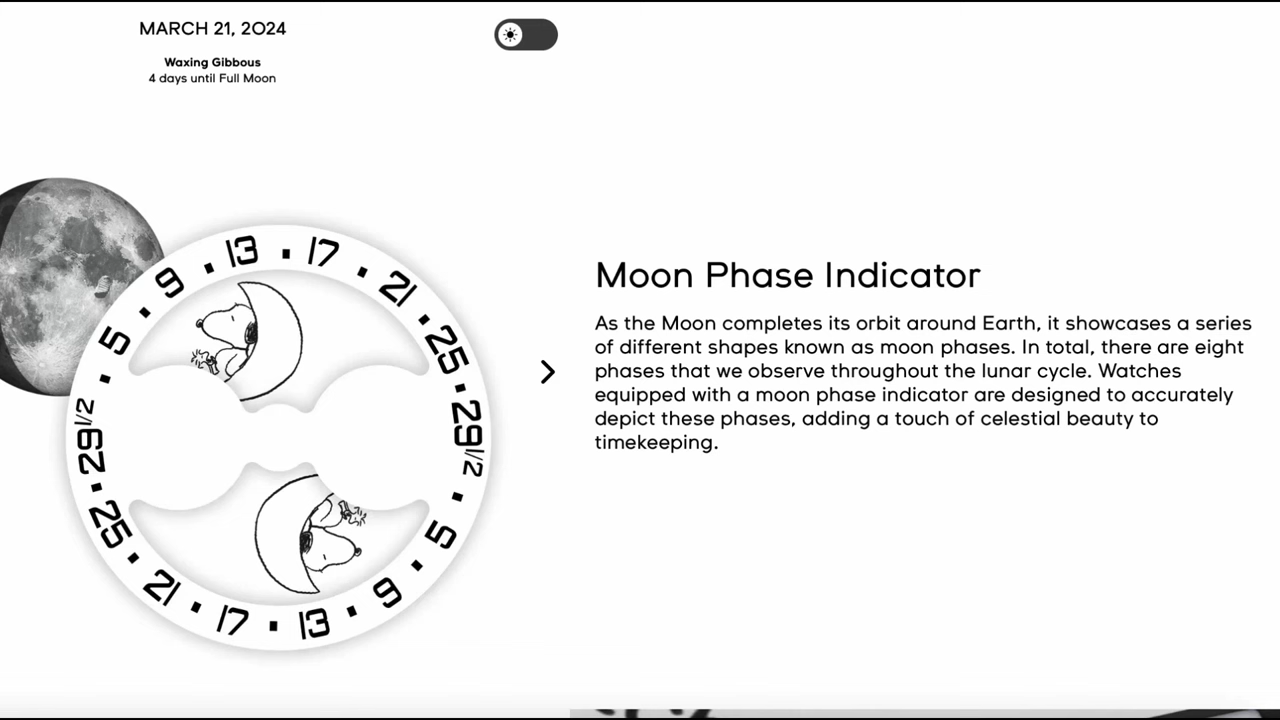 MARCH 21, 2024
Waxing Gibbous
4 days until Full Moon
5 9 13 17 21 25 29 1/2
5 9 13 17 21 25 29 1/2
Moon Phase Indicator
As the Moon completes its orbit around Earth, it showcases a series
of different shapes known as moon phases. In total, there are eight
phases that we observe throughout the lunar cycle. Watches
equipped with a moon phase indicator are designed to accurately
depict these phases, adding a touch of celestial beauty to
timekeeping.